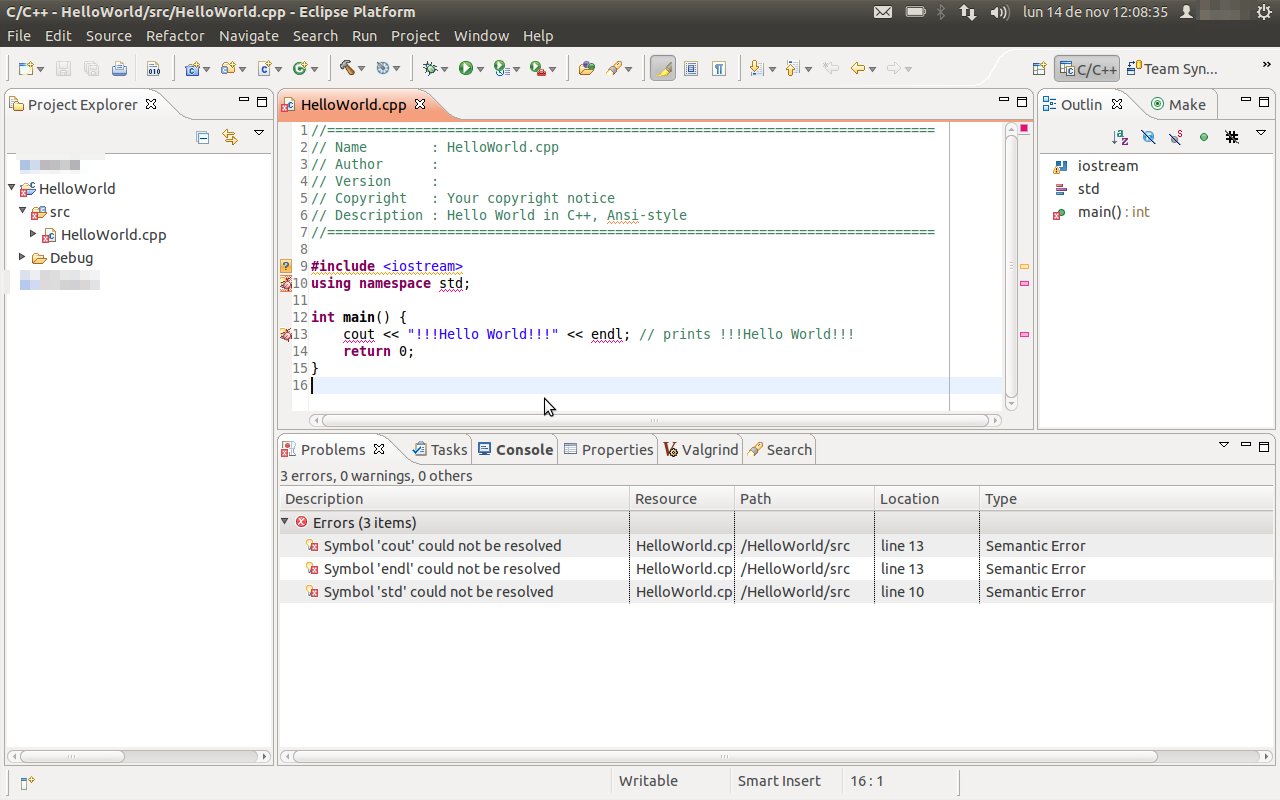 C/C++ - HelloWorld/src/HelloWorld.cpp - Eclipse Platform
lun 14 de nov 12:08:35
File Edit Source Refactor Navigate Search Run Project Window Help
C/C++
Team Syn...
»
Project Explorer
HelloWorld
src
HelloWorld.cpp
Debug
HelloWorld.cpp
1 //============================================================================
2 // Name        : HelloWorld.cpp
3 // Author      :
4 // Version     :
5 // Copyright   : Your copyright notice
6 // Description : Hello World in C++, Ansi-style
7 //============================================================================
8
9 #include <iostream>
10 using namespace std;
11
12 int main() {
13     cout << "!!!Hello World!!!" << endl; // prints !!!Hello World!!!
14     return 0;
15 }
16
Outlin
Make
iostream
std
main() : int
Problems Tasks Console Properties Valgrind Search
3 errors, 0 warnings, 0 others
Description Resource Path Location Type
Errors (3 items)
Symbol 'cout' could not be resolved HelloWorld.cp /HelloWorld/src line 13 Semantic Error
Symbol 'endl' could not be resolved HelloWorld.cp /HelloWorld/src line 13 Semantic Error
Symbol 'std' could not be resolved HelloWorld.cp /HelloWorld/src line 10 Semantic Error
Writable Smart Insert 16 : 1